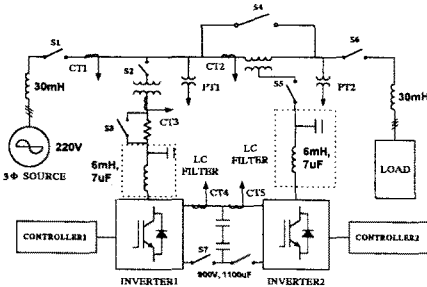 S4
S1
CT1
S2
PT1
CT2
S6
S5
PT2
30mH
30mH
S3
CT3
220V
3Φ SOURCE
6mH,
7uF
LC
FILTER
LC
FILTER
6mH,
7uF
LOAD
CT4
CT5
CONTROLLER1
S7
CONTROLLER2
800V, 1100uF
INVERTER1
INVERTER2